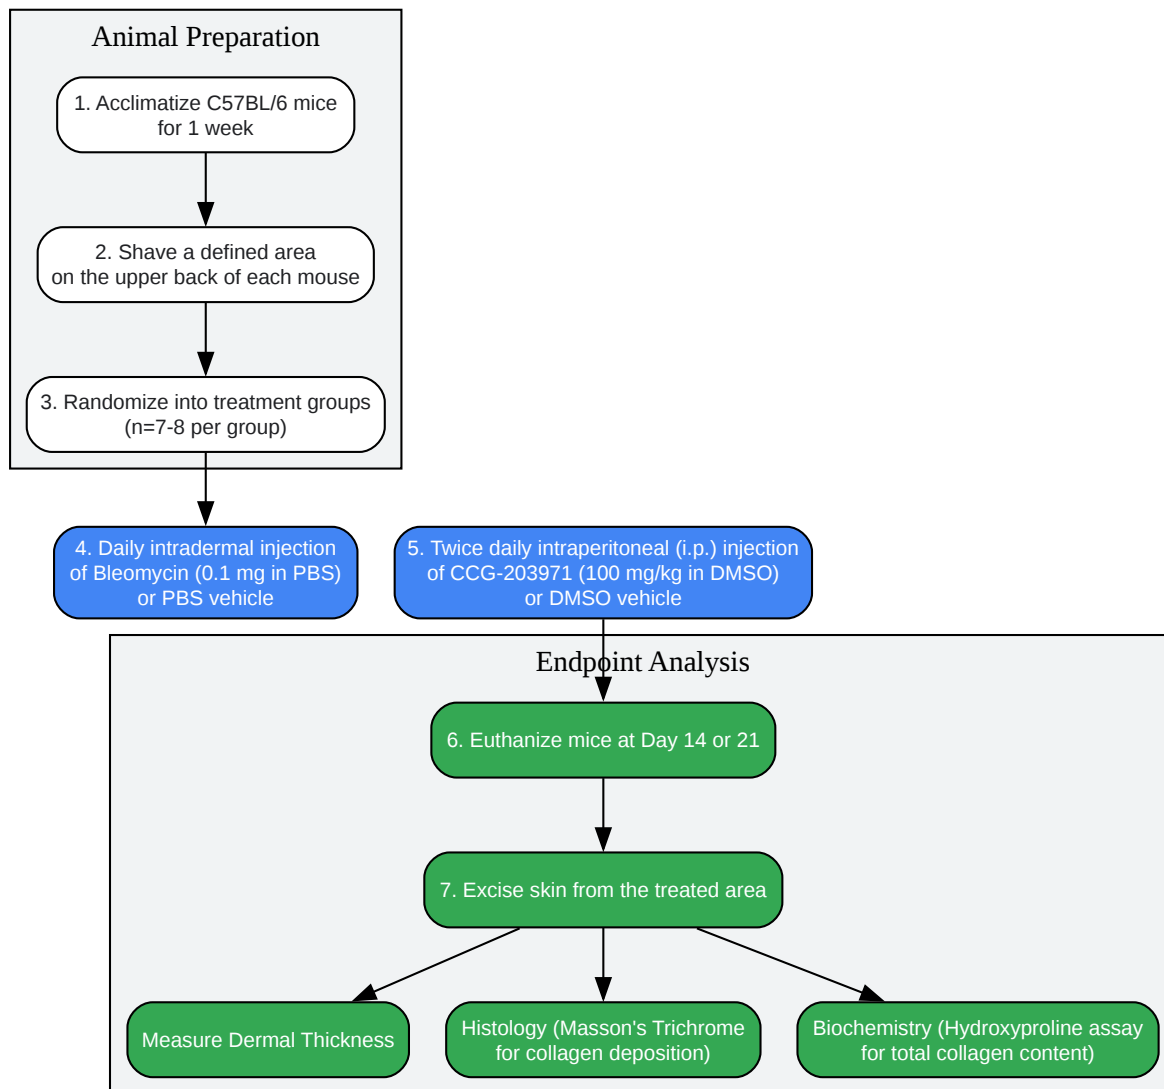 Animal Preparation
1. Acclimatize C57BL/6 mice
for 1 week
2. Shave a defined area
on the upper back of each mouse
3. Randomize into treatment groups
(n=7-8 per group)
4. Daily intradermal injection
of Bleomycin (0.1 mg in PBS)
or PBS vehicle
5. Twice daily intraperitoneal (i.p.) injection
of CCG-203971 (100 mg/kg in DMSO)
or DMSO vehicle
Endpoint Analysis
6. Euthanize mice at Day 14 or 21
7. Excise skin from the treated area
Measure Dermal Thickness
Histology (Masson's Trichrome
for collagen deposition)
Biochemistry (Hydroxyproline assay
for total collagen content)